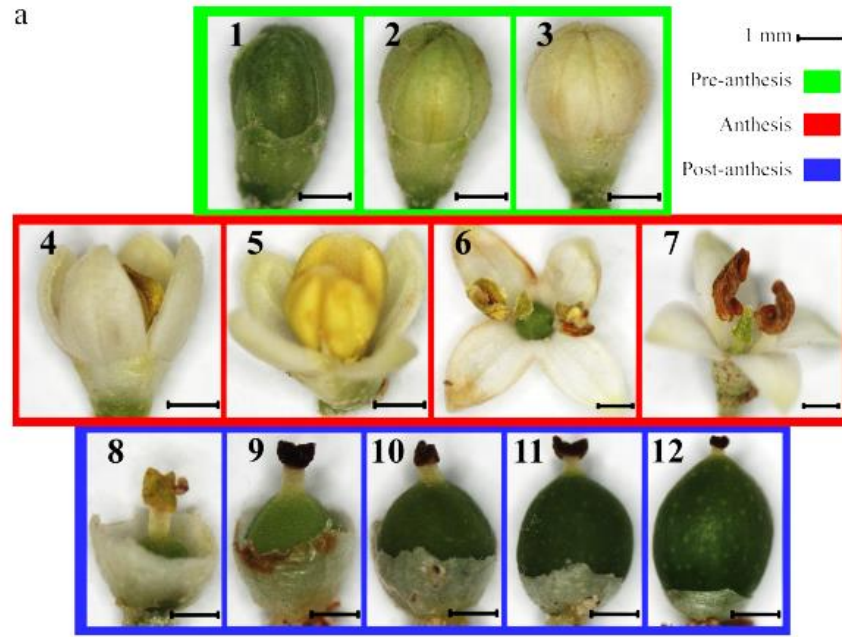 a
1 2 3
1 mm
Pre-anthesis
Anthesis
Post-anthesis
4 5 6 7
8 9 10 11 12